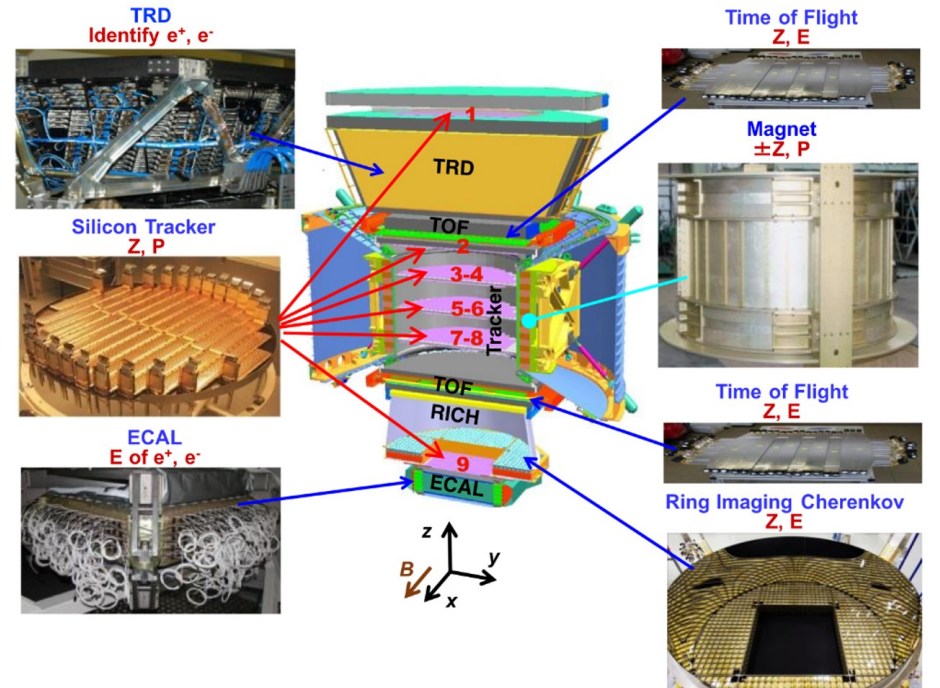 TRD
Identify e⁺, e⁻
Silicon Tracker
Z, P
ECAL
E of e⁺, e⁻
1
TRD
TOF
2
3-4
5-6
7-8
Tracker
TOF
RICH
9
ECAL
z
y
x
B
Time of Flight
Z, E
Magnet
±Z, P
Time of Flight
Z, E
Ring Imaging Cherenkov
Z, E